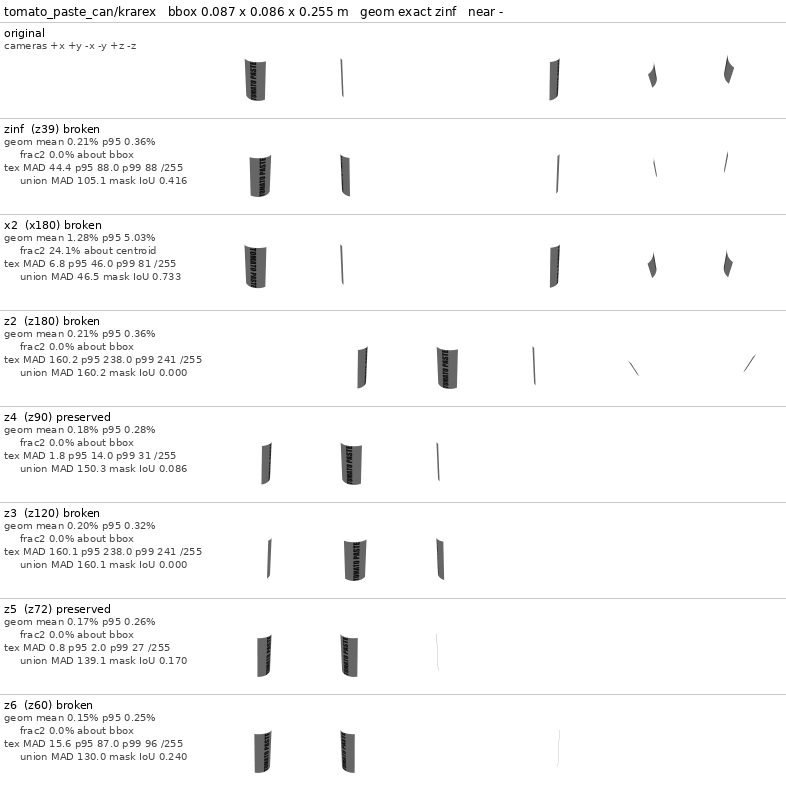 tomato_paste_can/krarex bbox 0.087 x 0.086 x 0.255 m geom exact zinf near -
original
cameras +x +y -x -y +z -z
TOMATO PASTE
zinf (z39) broken
geom mean 0.21% p95 0.36%
frac2 0.0% about bbox
tex MAD 44.4 p95 88.0 p99 88 /255
union MAD 105.1 mask IoU 0.416
TOMATO PASTE
x2 (x180) broken
geom mean 1.28% p95 5.03%
frac2 24.1% about centroid
tex MAD 6.8 p95 46.0 p99 81 /255
union MAD 46.5 mask IoU 0.733
TOMATO PASTE
z2 (z180) broken
geom mean 0.21% p95 0.36%
frac2 0.0% about bbox
tex MAD 160.2 p95 238.0 p99 241 /255
union MAD 160.2 mask IoU 0.000
TOMATO PASTE
z4 (z90) preserved
geom mean 0.18% p95 0.28%
frac2 0.0% about bbox
tex MAD 1.8 p95 14.0 p99 31 /255
union MAD 150.3 mask IoU 0.086
TOMATO PASTE
z3 (z120) broken
geom mean 0.20% p95 0.32%
frac2 0.0% about bbox
tex MAD 160.1 p95 238.0 p99 241 /255
union MAD 160.1 mask IoU 0.000
TOMATO PASTE
z5 (z72) preserved
geom mean 0.17% p95 0.26%
frac2 0.0% about bbox
tex MAD 0.8 p95 2.0 p99 27 /255
union MAD 139.1 mask IoU 0.170
TOMATO PASTE TOMATO PASTE
z6 (z60) broken
geom mean 0.15% p95 0.25%
frac2 0.0% about bbox
tex MAD 15.6 p95 87.0 p99 96 /255
union MAD 130.0 mask IoU 0.240
TOMATO PASTE TOMATO PASTE